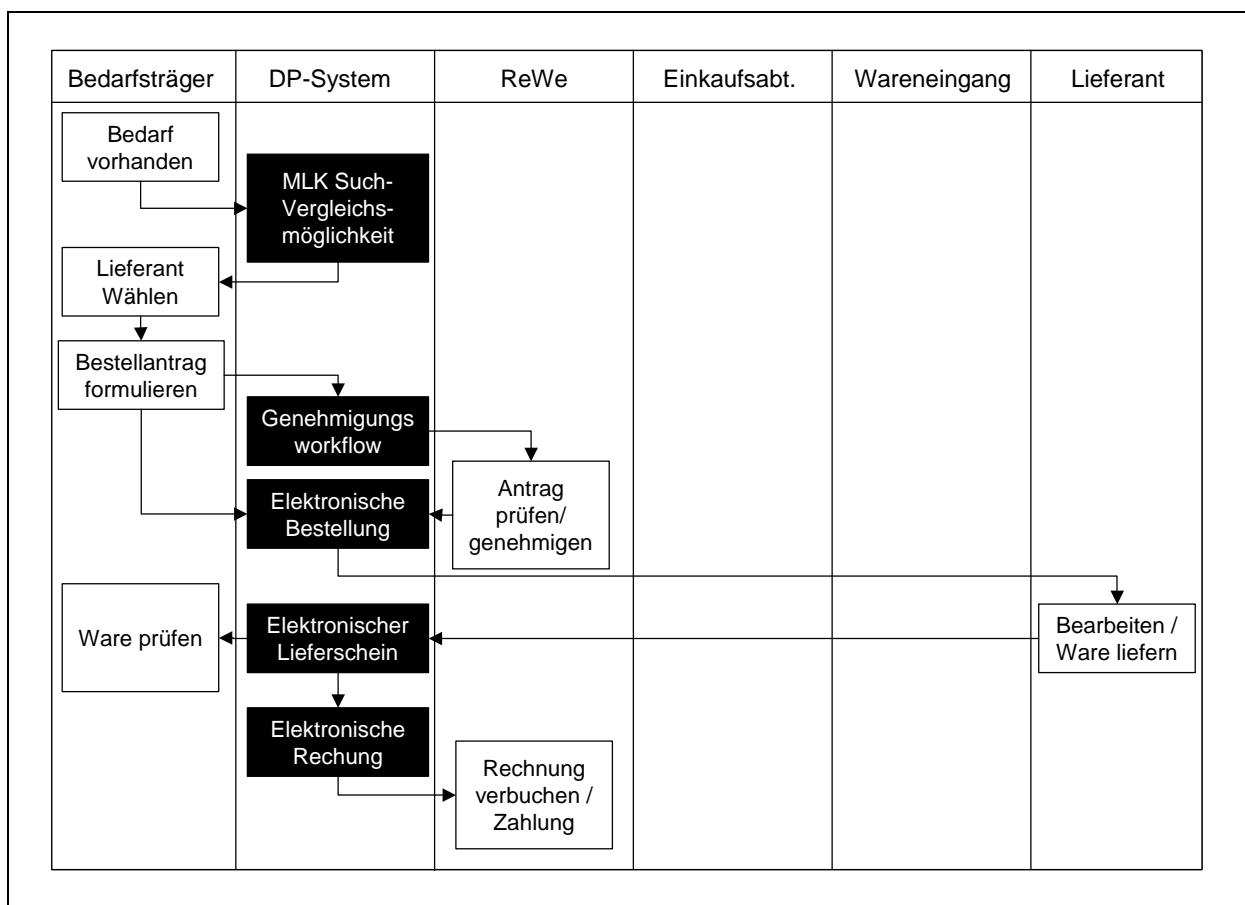 Bedarfsträger
DP-System
ReWe
Einkaufsabt.
Wareneingang
Lieferant
Bedarf
vorhanden
MLK Such-
Vergleichs-
möglichkeit
Lieferant
Wählen
Bestellantrag
formulieren
Genehmigungs
workflow
Antrag
prüfen/
genehmigen
Elektronische
Bestellung
Bearbeiten /
Ware liefern
Elektronischer
Lieferschein
Ware prüfen
Elektronische
Rechung
Rechnung
verbuchen /
Zahlung